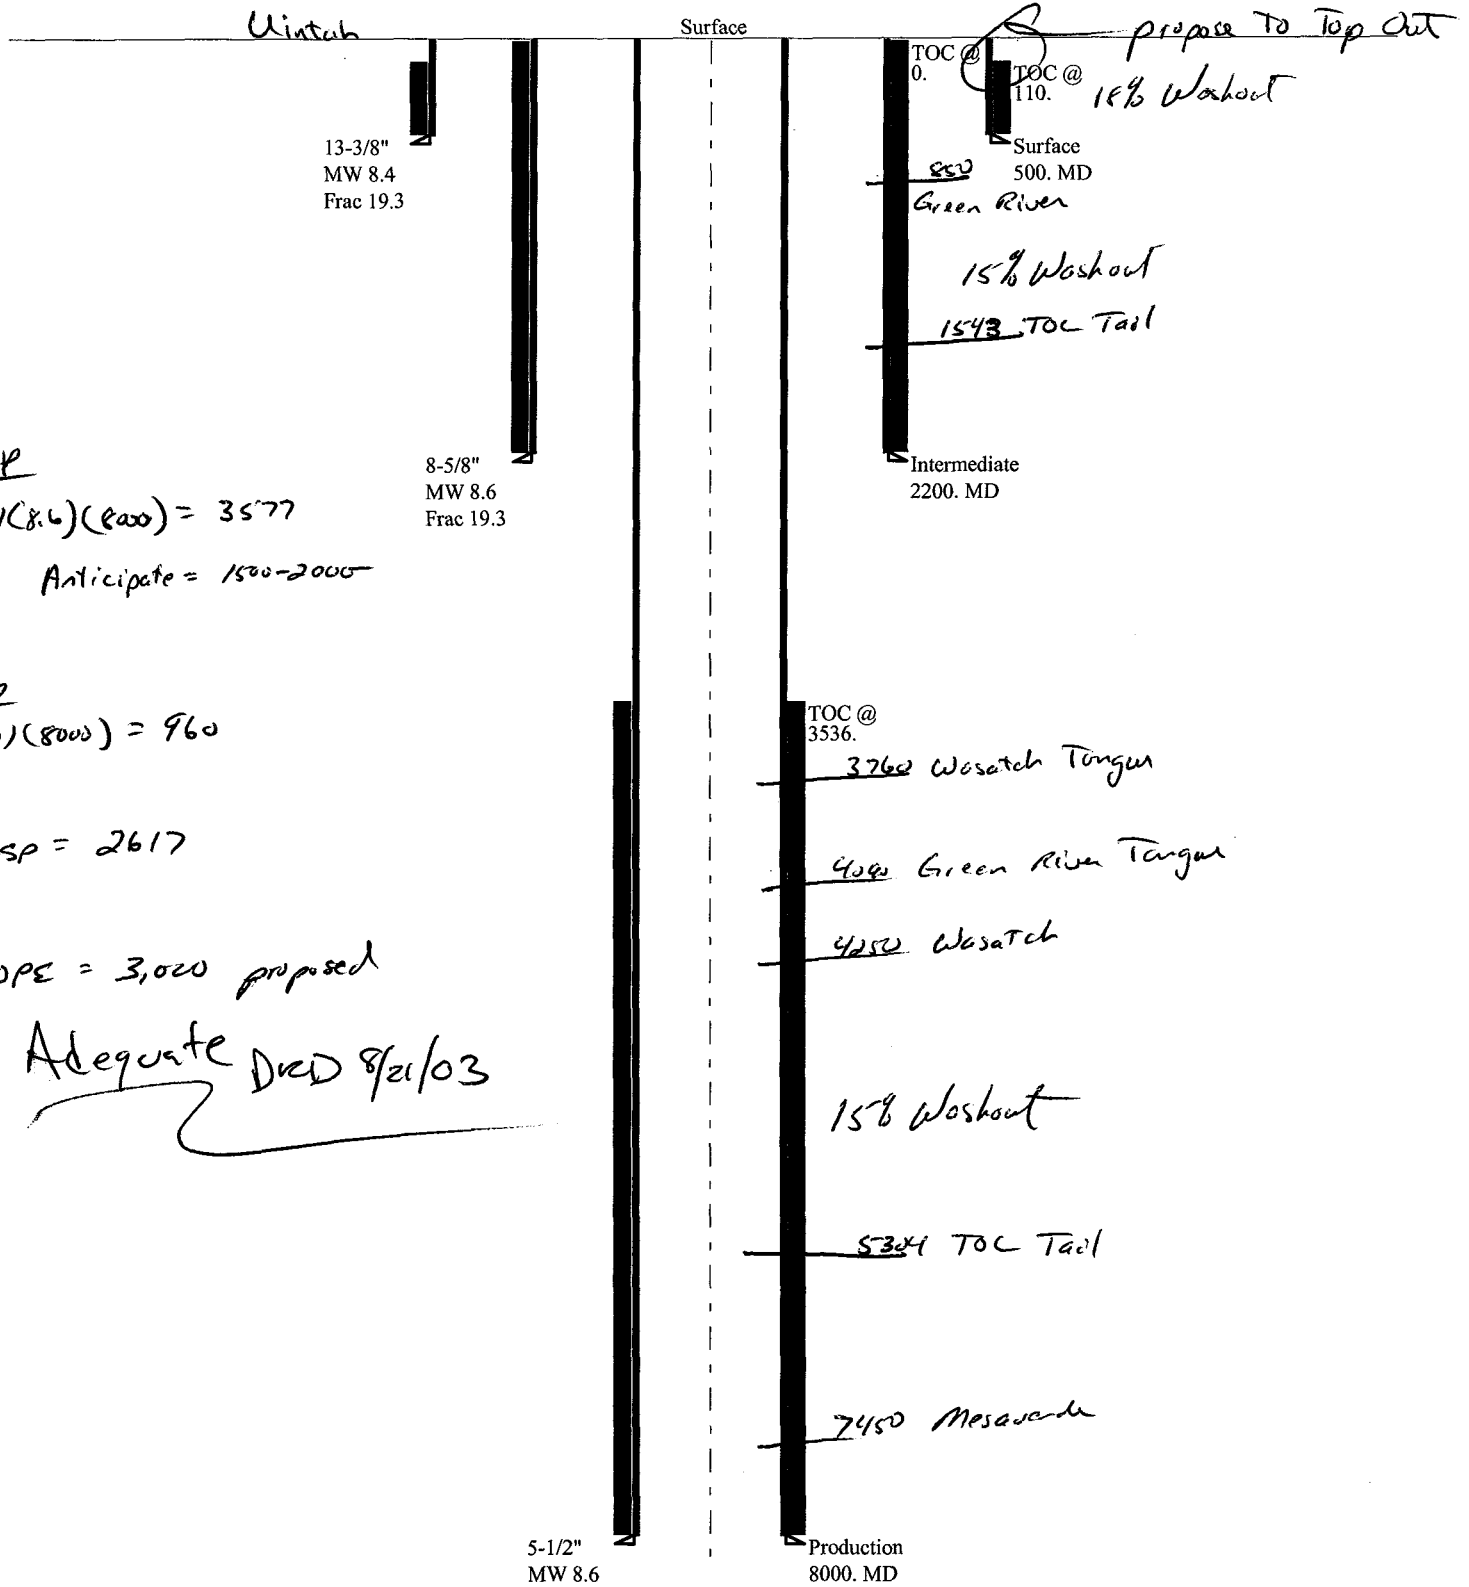 Uintah
Surface
propose To Top Out
TOC @
0.
TOC @
110.
18% Washout
13-3/8"
MW 8.4
Frac 19.3
Surface
500. MD
850
Green River
15% Washout
1543 TOC Tail
8-5/8"
MW 8.6
Frac 19.3
Intermediate
2200. MD
)(8.6)(8000) = 3577
Anticipate = 1500-2000
)(8000) = 960
SP = 2617
OPE = 3,000 proposed
Adequate DKD 8/21/03
TOC @
3536.
3760 Wasatch Tongue
Green River Tongue
4250 Wasatch
15% Washout
5304 TOC Tail
7450 Mesaverde
5-1/2"
MW 8.6
Production
8000. MD